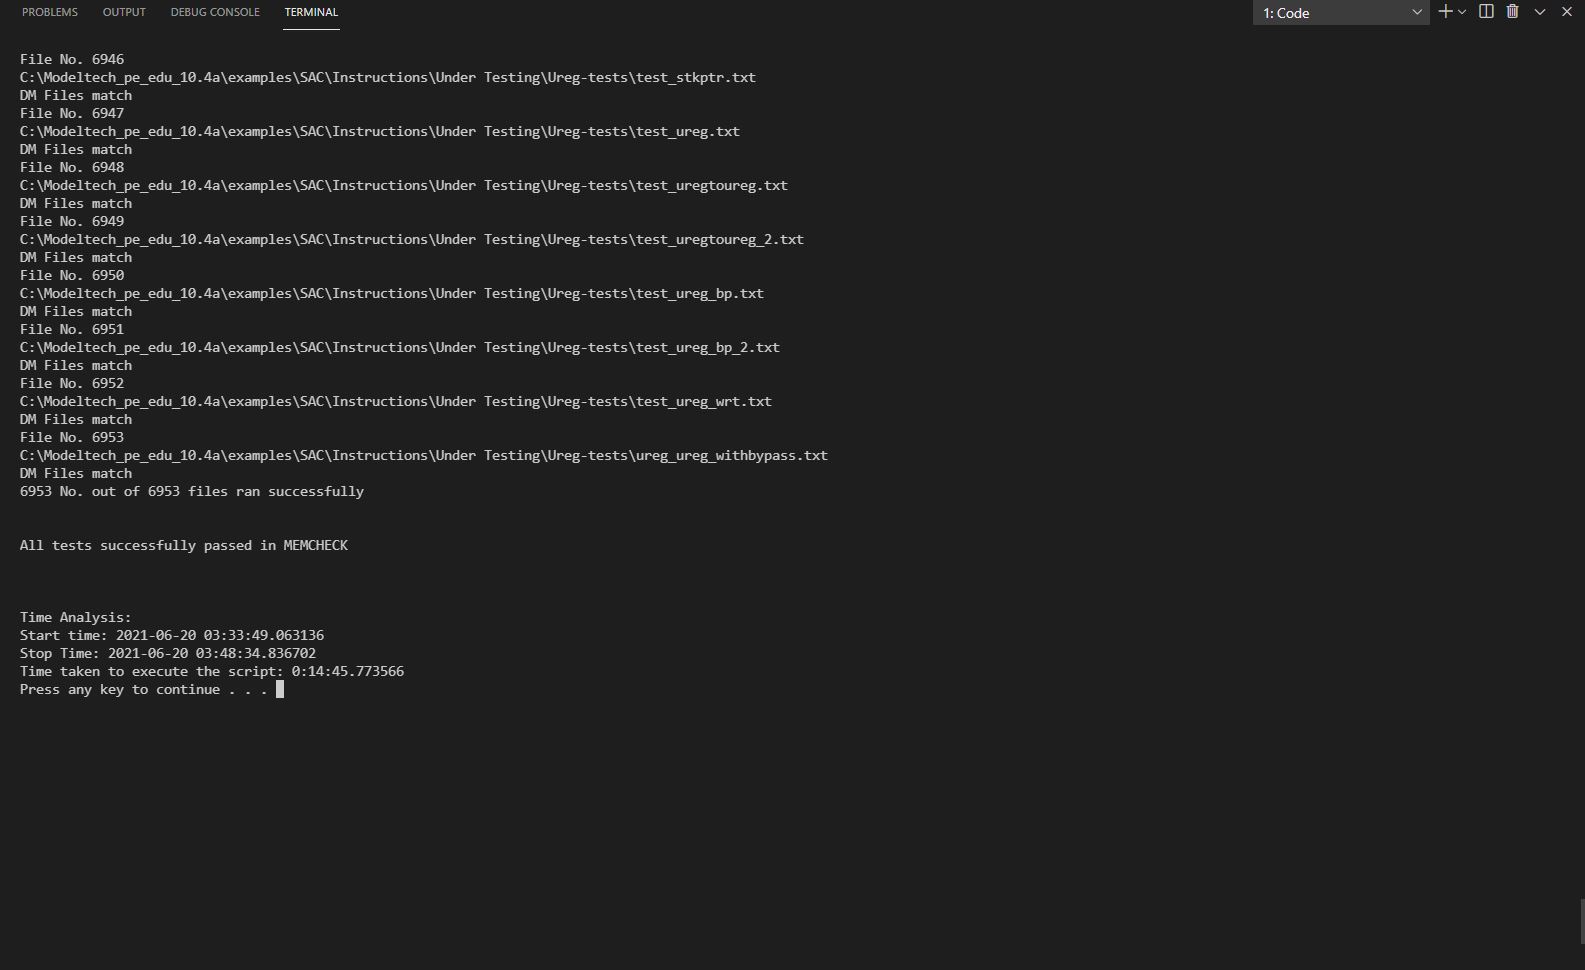 PROBLEMS OUTPUT DEBUG CONSOLE TERMINAL 1: Code
File No. 6946
C:\Modeltech_pe_edu_10.4a\examples\SAC\Instructions\Under Testing\Ureg-tests\test_stkptr.txt
DM Files match
File No. 6947
C:\Modeltech_pe_edu_10.4a\examples\SAC\Instructions\Under Testing\Ureg-tests\test_ureg.txt
DM Files match
File No. 6948
C:\Modeltech_pe_edu_10.4a\examples\SAC\Instructions\Under Testing\Ureg-tests\test_uregtoureg.txt
DM Files match
File No. 6949
C:\Modeltech_pe_edu_10.4a\examples\SAC\Instructions\Under Testing\Ureg-tests\test_uregtoureg_2.txt
DM Files match
File No. 6950
C:\Modeltech_pe_edu_10.4a\examples\SAC\Instructions\Under Testing\Ureg-tests\test_ureg_bp.txt
DM Files match
File No. 6951
C:\Modeltech_pe_edu_10.4a\examples\SAC\Instructions\Under Testing\Ureg-tests\test_ureg_bp_2.txt
DM Files match
File No. 6952
C:\Modeltech_pe_edu_10.4a\examples\SAC\Instructions\Under Testing\Ureg-tests\test_ureg_wrt.txt
DM Files match
File No. 6953
C:\Modeltech_pe_edu_10.4a\examples\SAC\Instructions\Under Testing\Ureg-tests\ureg_ureg_withbypass.txt
DM Files match
6953 No. out of 6953 files ran successfully
All tests successfully passed in MEMCHECK
Time Analysis:
Start time: 2021-06-20 03:33:49.063136
Stop Time: 2021-06-20 03:48:34.836702
Time taken to execute the script: 0:14:45.773566
Press any key to continue . . .